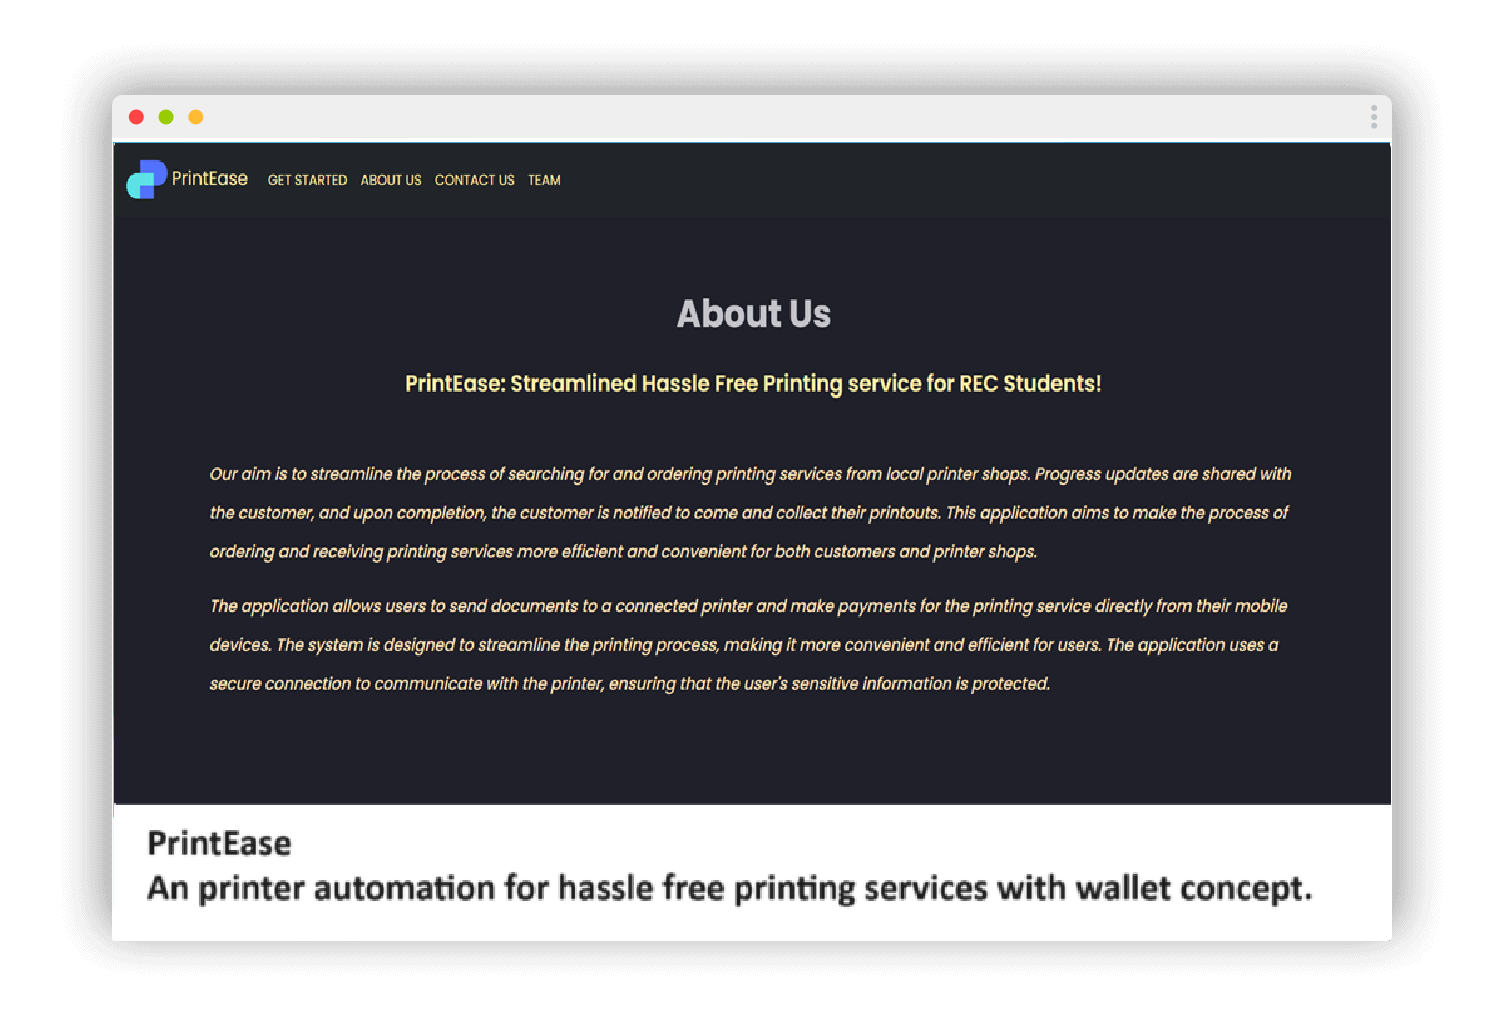 PrintEase GET STARTED ABOUT US CONTACT US TEAM
About Us
PrintEase: Streamlined Hassle Free Printing service for REC Students!
Our aim is to streamline the process of searching for and ordering printing services from local printer shops. Progress updates are shared with
the customer, and upon completion, the customer is notified to come and collect their printouts. This application aims to make the process of
ordering and receiving printing services more efficient and convenient for both customers and printer shops.
The application allows users to send documents to a connected printer and make payments for the printing service directly from their mobile
devices. The system is designed to streamline the printing process, making it more convenient and efficient for users. The application uses a
secure connection to communicate with the printer, ensuring that the user's sensitive information is protected.
PrintEase
An printer automation for hassle free printing services with wallet concept.